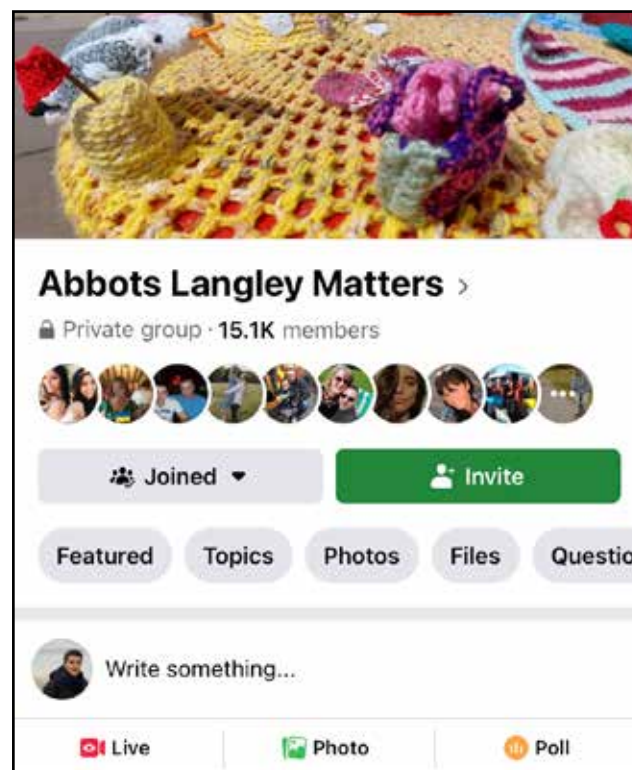 Abbots Langley Matters >
Private group · 15.1K members
Joined Invite
Featured Topics Photos Files Questio
Write something...
Live Photo Poll